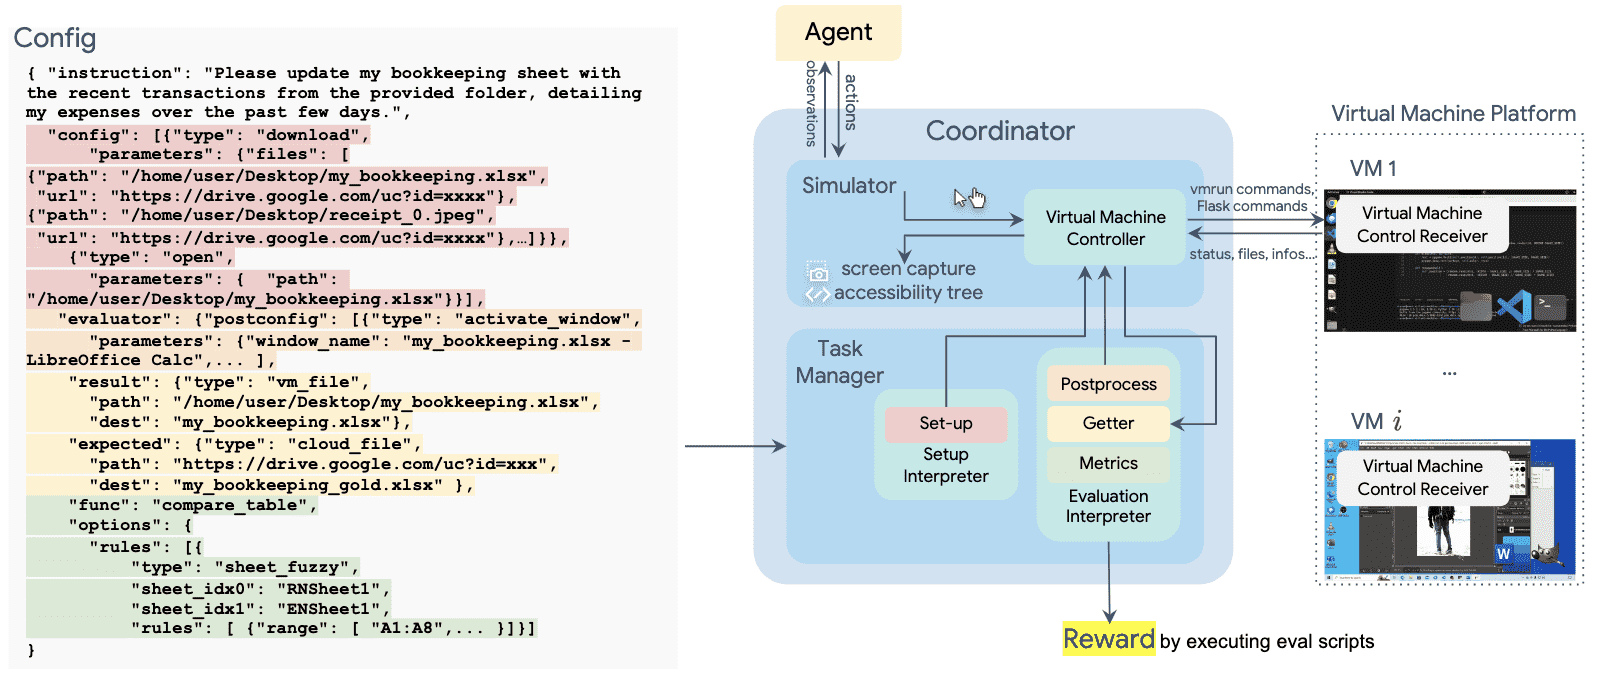 Config
{ "instruction": "Please update my bookkeeping sheet with
the recent transactions from the provided folder, detailing
my expenses over the past few days.",
"config": [{"type": "download",
"parameters": {"files": [
{"path": "/home/user/Desktop/my_bookkeeping.xlsx",
"url": "https://drive.google.com/uc?id=xxxx"},
{"path": "/home/user/Desktop/receipt_0.jpeg",
"url": "https://drive.google.com/uc?id=xxxx"},…]}},
{"type": "open",
"parameters": { "path":
"/home/user/Desktop/my_bookkeeping.xlsx"}}],
"evaluator": {"postconfig": [{"type": "activate_window",
"parameters": {"window_name": "my_bookkeeping.xlsx -
LibreOffice Calc",... ],
"result": {"type": "vm_file",
"path": "/home/user/Desktop/my_bookkeeping.xlsx",
"dest": "my_bookkeeping.xlsx"},
"expected": {"type": "cloud_file",
"path": "https://drive.google.com/uc?id=xxx",
"dest": "my_bookkeeping_gold.xlsx" },
"func": "compare_table",
"options": {
"rules": [{
"type": "sheet_fuzzy",
"sheet_idx0": "RNSheet1",
"sheet_idx1": "ENSheet1",
"rules": [ {"range": [ "A1:A8",... }]}]
}
Agent
observations
actions
Coordinator
Simulator
Virtual Machine
Controller
screen capture
accessibility tree
vmrun commands,
Flask commands
status, files, infos...
Task
Manager
Set-up
Setup
Interpreter
Postprocess
Getter
Metrics
Evaluation
Interpreter
Reward by executing eval scripts
Virtual Machine Platform
VM 1
Virtual Machine
Control Receiver
...
VM i
Virtual Machine
Control Receiver
W